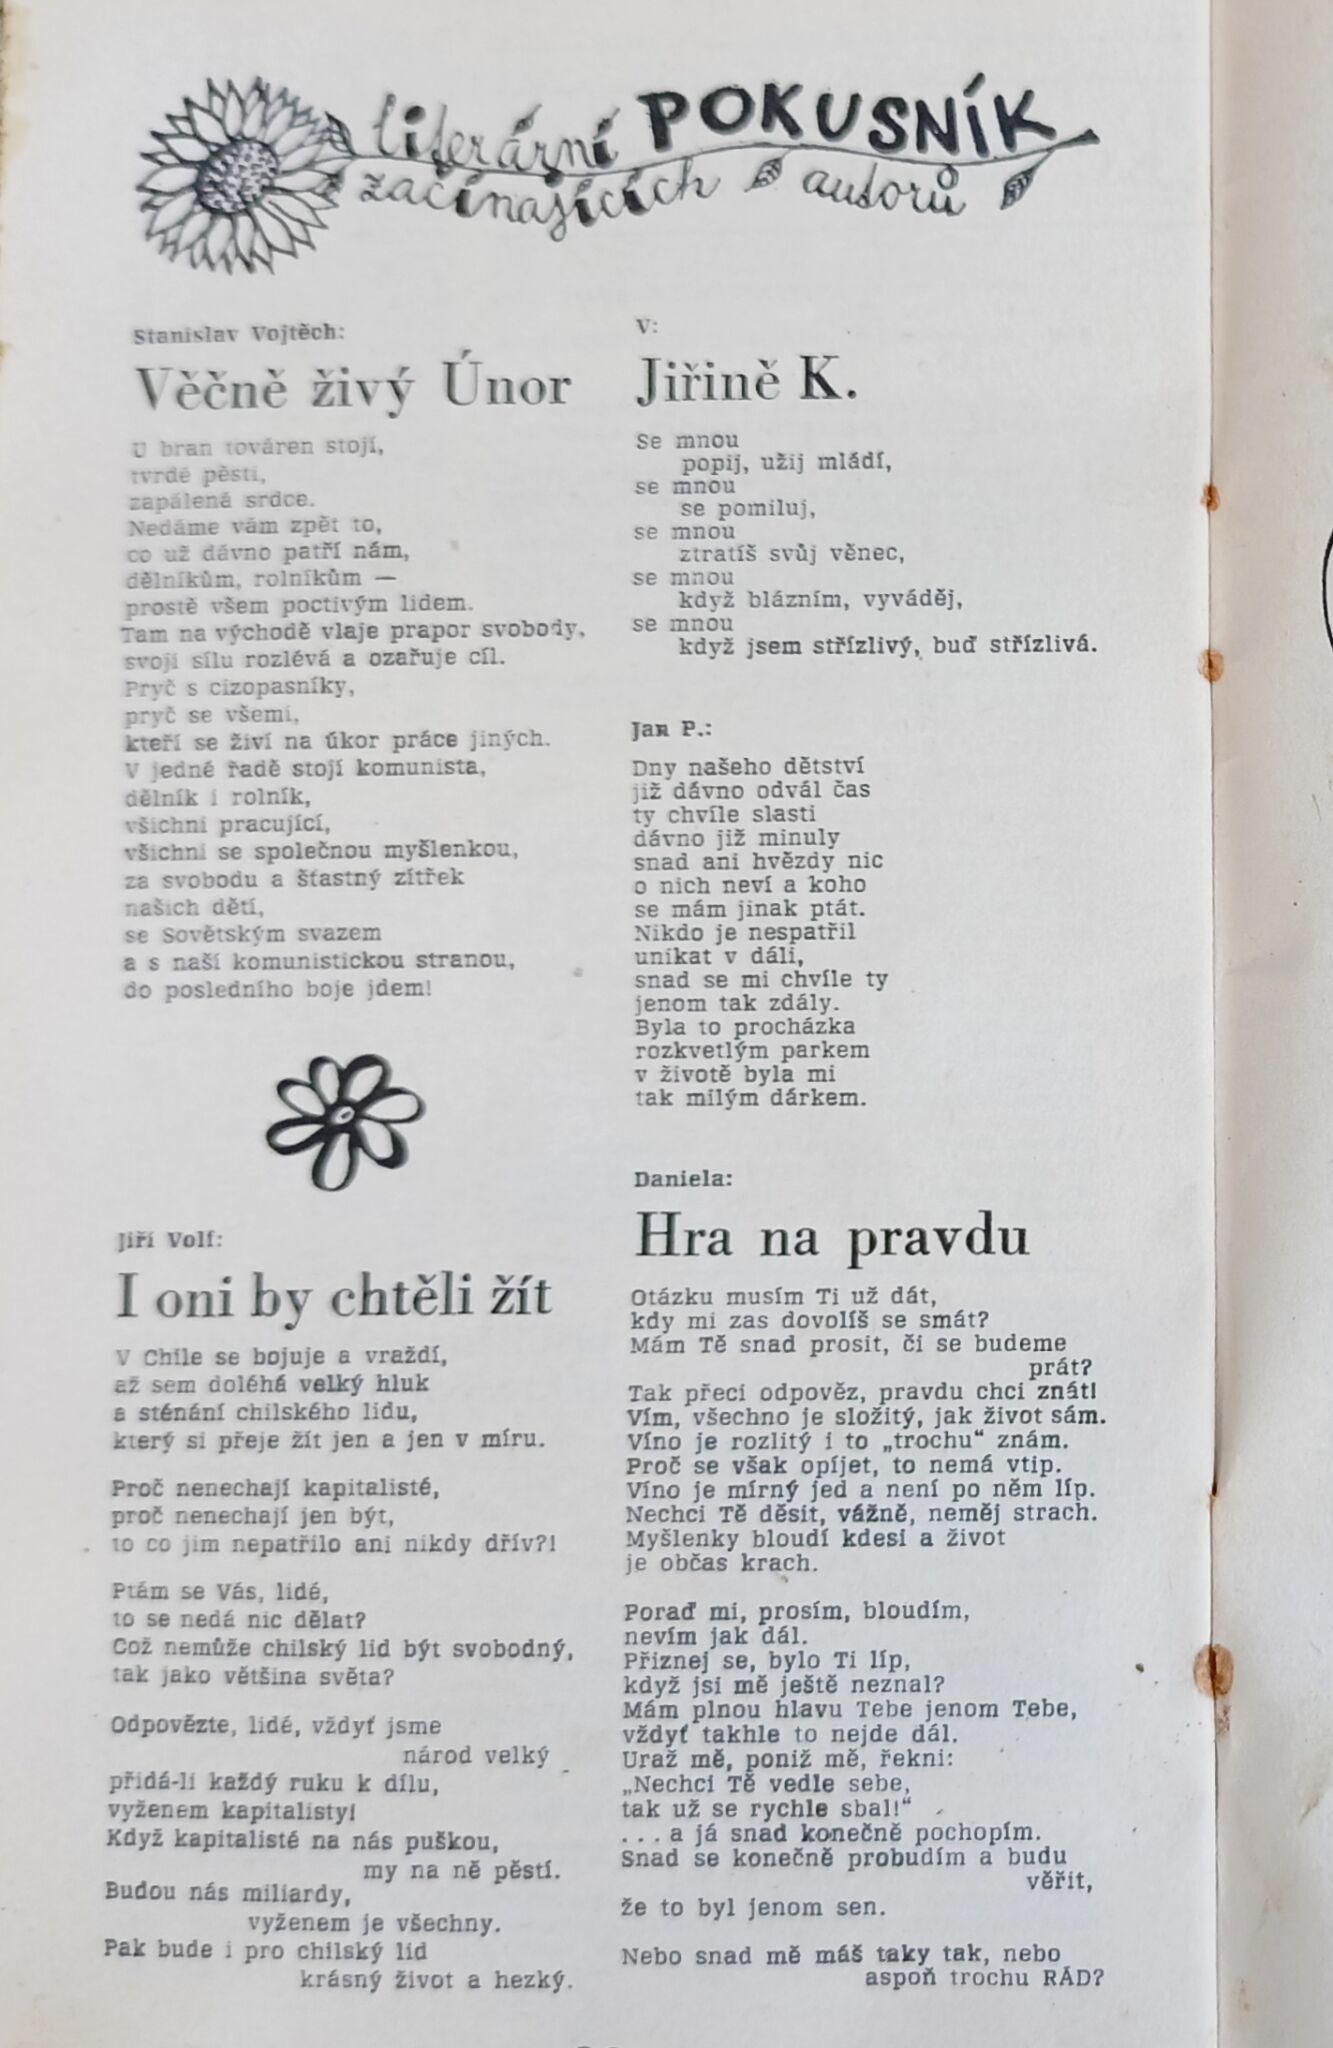 literární POKUSNÍK
začínajících autorů
Stanislav Vojtěch:
Věčně živý Únor
U bran továren stojí,
tvrdé pěsti,
zapálená srdce.
Nedáme vám zpět to,
co už dávno patří nám,
dělníkům, rolníkům —
prostě všem poctivým lidem.
Tam na východě vlaje prapor svobody,
svoji sílu rozlévá a ozařuje cíl.
Pryč s cizopasníky,
pryč se všemi,
kteří se živí na úkor práce jiných.
V jedné řadě stojí komunista,
dělník i rolník,
všichni pracující,
všichni se společnou myšlenkou,
za svobodu a šťastný zítřek
našich dětí,
se Sovětským svazem
a s naší komunistickou stranou,
do posledního boje jdem!
Jiří Volf:
I oni by chtěli žít
V Chile se bojuje a vraždí,
až sem doléhá velký hluk
a sténání chilského lidu,
který si přeje žít jen a jen v míru.
Proč nenechají kapitalisté,
proč nenechají jen být,
to co jim nepatřilo ani nikdy dřív?!
Ptám se Vás, lidé,
to se nedá nic dělat?
Což nemůže chilský lid být svobodný,
tak jako většina světa?
Odpovězte, lidé, vždyť jsme
národ velký
přidá-li každý ruku k dílu,
vyženem kapitalisty!
Když kapitalisté na nás puškou,
my na ně pěstí.
Budou nás miliardy,
vyženem je všechny.
Pak bude i pro chilský lid
krásný život a hezký.
V:
Jiřině K.
Se mnou
popij, užij mládí,
se mnou
se pomiluj,
se mnou
ztratíš svůj věnec,
se mnou
když blázním, vyváděj,
se mnou
když jsem střízlivý, buď střízlivá.
Jan P.:
Dny našeho dětství
již dávno odvál čas
ty chvíle slasti
dávno již minuly
snad ani hvězdy nic
o nich neví a koho
se mám jinak ptát.
Nikdo je nespatřil
unikat v dáli,
snad se mi chvíle ty
jenom tak zdály.
Byla to procházka
rozkvetlým parkem
v životě byla mi
tak milým dárkem.
Daniela:
Hra na pravdu
Otázku musím Ti už dát,
kdy mi zas dovolíš se smát?
Mám Tě snad prosit, či se budeme
prát?
Tak přeci odpověz, pravdu chci znát!
Vím, všechno je složitý, jak život sám.
Víno je rozlitý i to „trochu“ znám.
Proč se však opíjet, to nemá vtip.
Víno je mírný jed a není po něm líp.
Nechci Tě děsit, vážně, neměj strach.
Myšlenky bloudí kdesi a život
je občas krach.
Poraď mi, prosím, bloudím,
nevím jak dál.
Přiznej se, bylo Ti líp,
když jsi mě ještě neznal?
Mám plnou hlavu Tebe jenom Tebe,
vždyť takhle to nejde dál.
Uraž mě, poniž mě, řekni:
„Nechci Tě vedle sebe,
tak už se rychle sbal!“
...a já snad konečně pochopím.
Snad se konečně probudím a budu
věřit,
že to byl jenom sen.
Nebo snad mě máš taky tak, nebo
aspoň trochu RÁD?